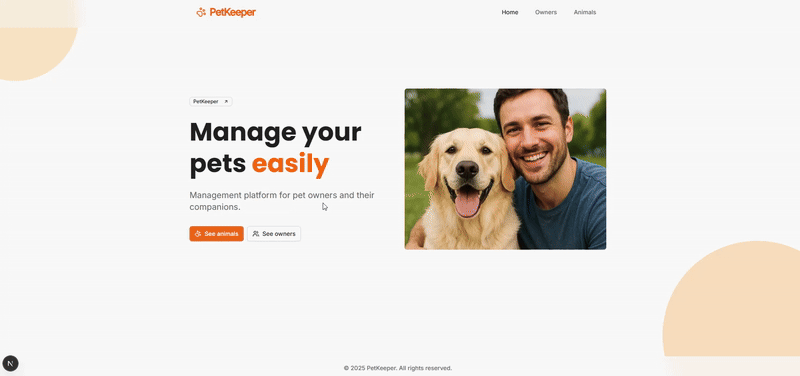 PetKeeper
Home
Owners
Animals
PetKeeper
Manage your
pets easily
Management platform for pet owners and their
companions.
See animals
See owners
N
© 2025 PetKeeper. All rights reserved.